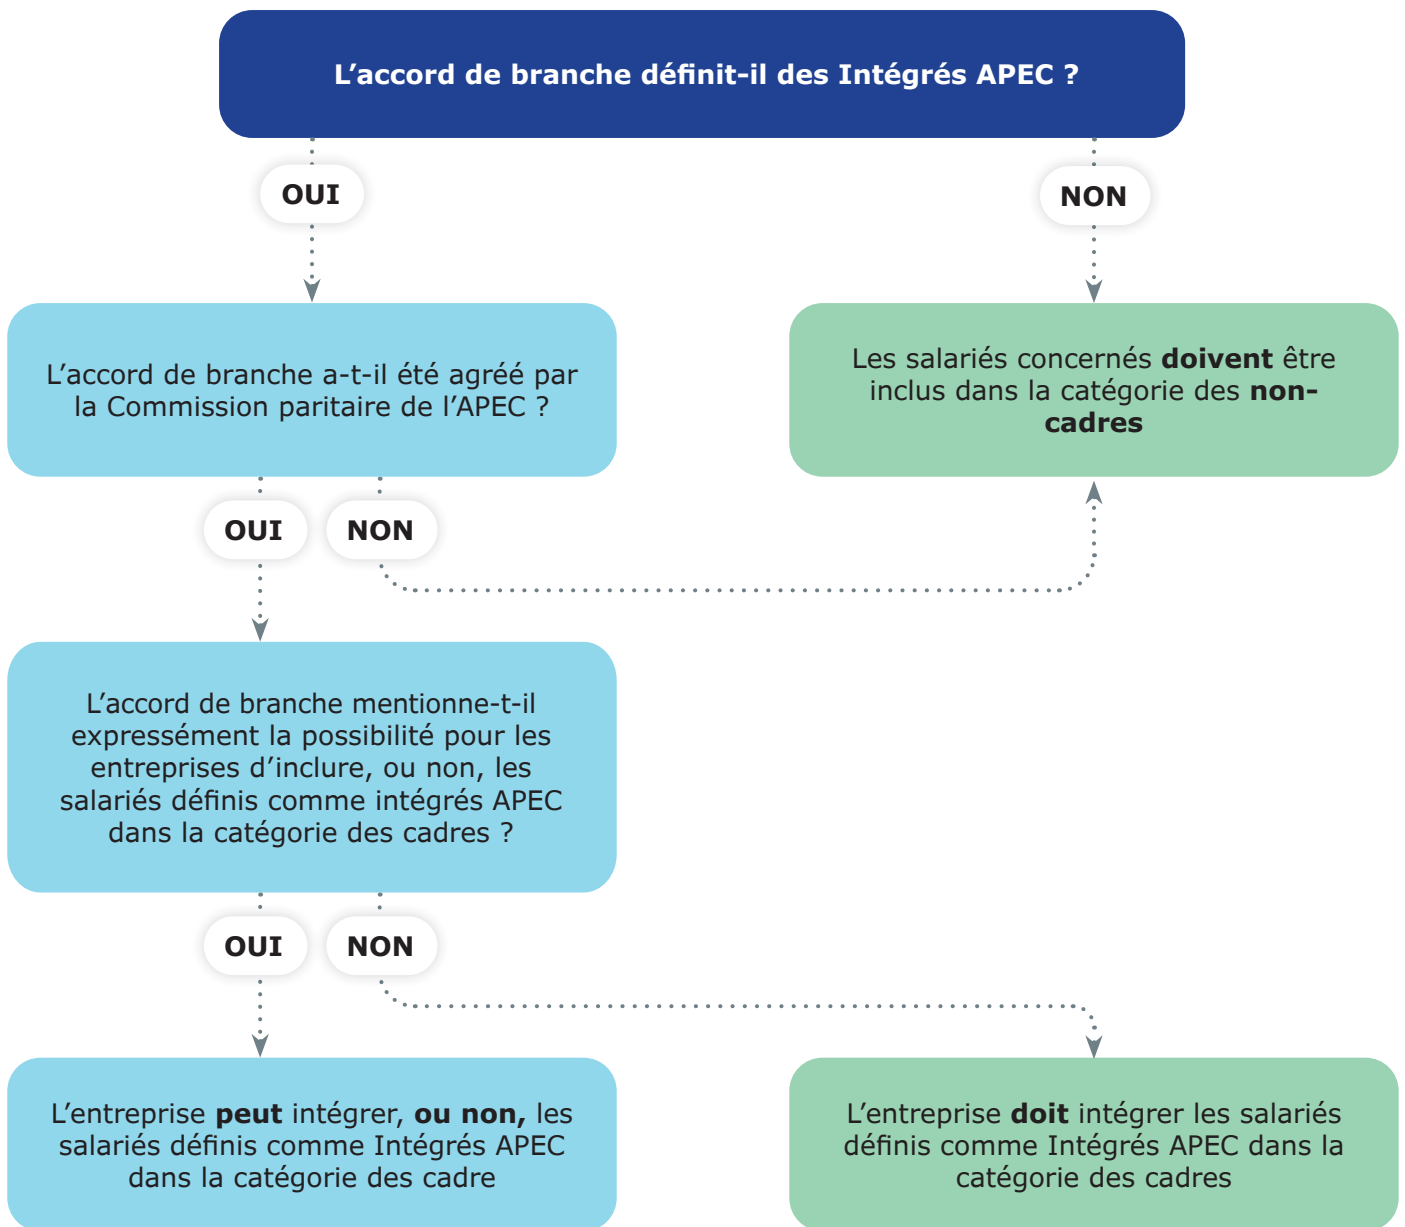 L’accord de branche définit-il des Intégrés APEC ?
OUI
NON
L’accord de branche a-t-il été agréé par
la Commission paritaire de l’APEC ?
Les salariés concernés doivent être
inclus dans la catégorie des non-
cadres
OUI
NON
L’accord de branche mentionne-t-il
expressément la possibilité pour les
entreprises d’inclure, ou non, les
salariés définis comme intégrés APEC
dans la catégorie des cadres ?
OUI
NON
L’entreprise peut intégrer, ou non, les
salariés définis comme Intégrés APEC
dans la catégorie des cadre
L’entreprise doit intégrer les salariés
définis comme Intégrés APEC dans la
catégorie des cadres